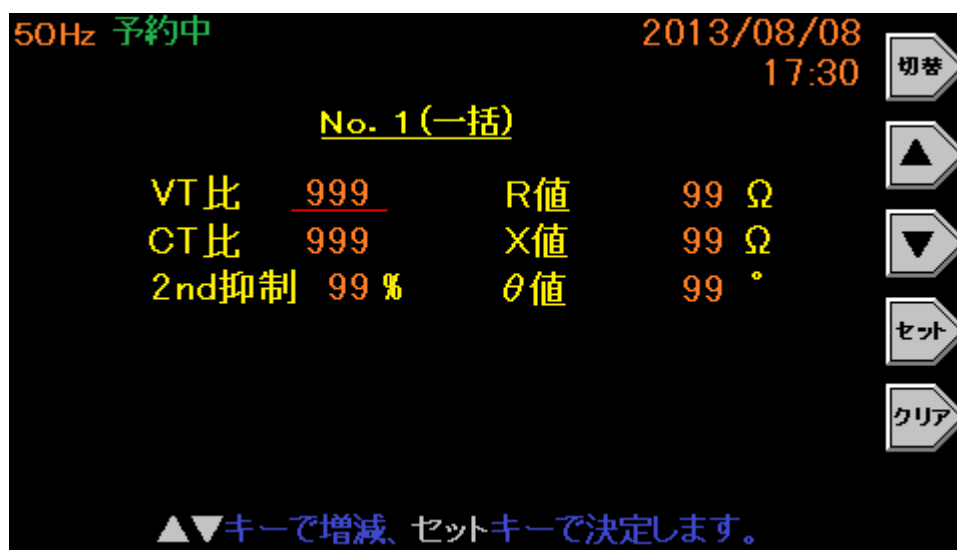 50Hz 予約中 2013/08/08
17:30
切替
No. 1(一括)
▲
VT比 999 R値 99 Ω
CT比 999 X値 99 Ω
▼
2nd抑制 99 % θ値 99 °
セット
クリア
▲▼キーで増減、セットキーで決定します。